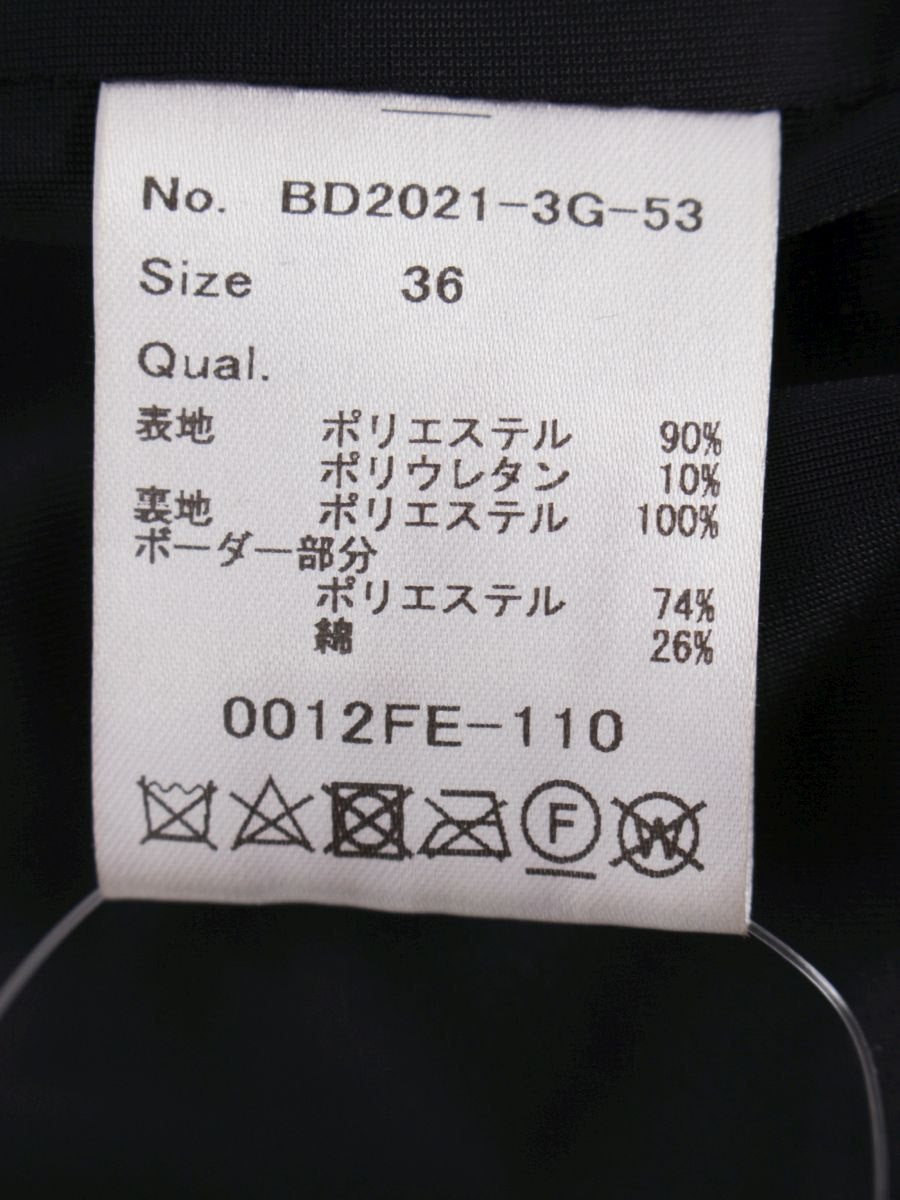 No. BD2021-3G-53
Size 36
Qual.
表地 ポリエステル 90%
ポリウレタン 10%
裏地 ポリエステル 100%
ボーダー部分
ポリエステル 74%
綿 26%
0012FE-110
F W